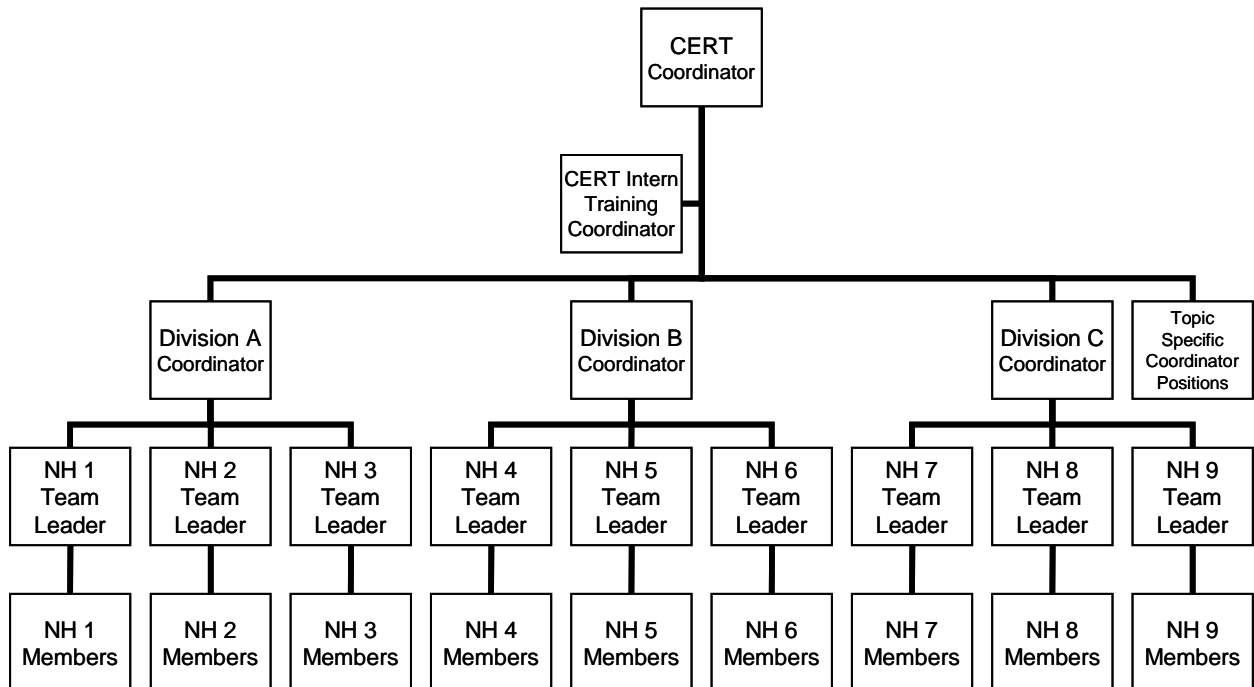 CERT
Coordinator
CERT Intern
Training
Coordinator
Division A
Coordinator
Division B
Coordinator
Division C
Coordinator
Topic
Specific
Coordinator
Positions
NH 1
Team
Leader
NH 2
Team
Leader
NH 3
Team
Leader
NH 4
Team
Leader
NH 5
Team
Leader
NH 6
Team
Leader
NH 7
Team
Leader
NH 8
Team
Leader
NH 9
Team
Leader
NH 1
Members
NH 2
Members
NH 3
Members
NH 4
Members
NH 5
Members
NH 6
Members
NH 7
Members
NH 8
Members
NH 9
Members